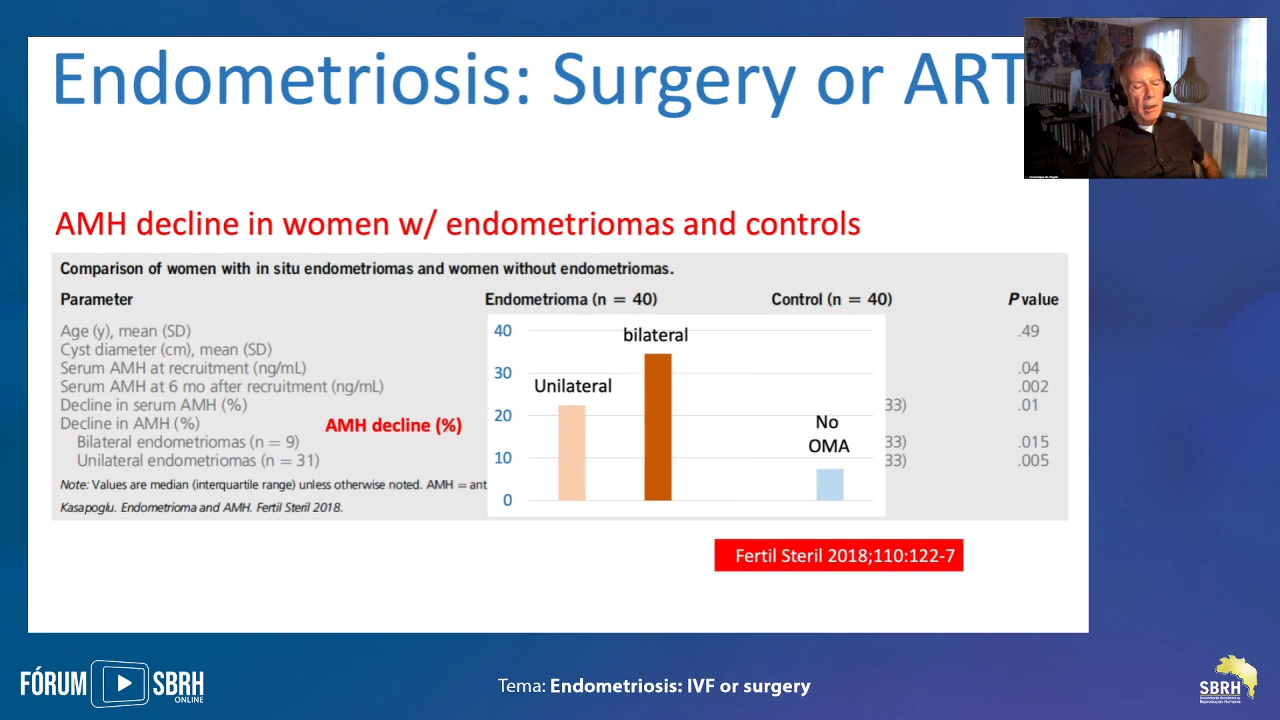 Endometriosis: Surgery or ART
AMH decline in women w/ endometriomas and controls
Comparison of women with in situ endometriomas and women without endometriomas.
Parameter Endometrioma (n = 40) Control (n = 40) P value
Age (y), mean (SD) .49
Cyst diameter (cm), mean (SD)
Serum AMH at recruitment (ng/mL) .04
Serum AMH at 6 mo after recruitment (ng/mL) .002
Decline in serum AMH (%) 33) .01
Decline in AMH (%)
Bilateral endometriomas (n = 9) 33) .015
Unilateral endometriomas (n = 31) 33) .005
Note: Values are median (interquartile range) unless otherwise noted. AMH = ant
Kasapoglu. Endometrioma and AMH. Fertil Steril 2018.
AMH decline (%)
40
30
20
10
0
Unilateral
bilateral
No
OMA
Fertil Steril 2018;110:122-7
FÓRUM SBRH
ONLINE
Tema: Endometriosis: IVF or surgery
SBRH
Sociedade Brasileira de
Reprodução Humana